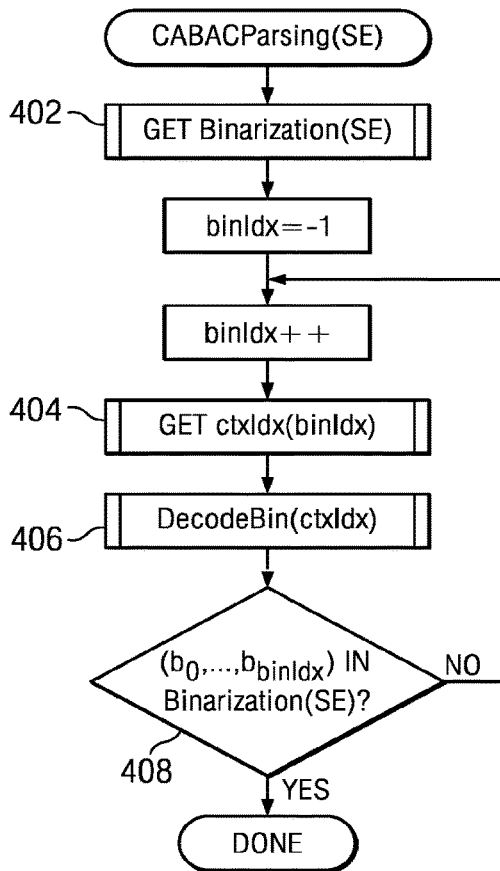 CABACParsing(SE)
402
GET Binarization(SE)
binIdx=-1
binIdx++
404
GET ctxIdx(binIdx)
DecodeBin(ctxIdx)
406
(b0,...,bbinIdx) IN
Binarization(SE)?
NO
408
YES
DONE